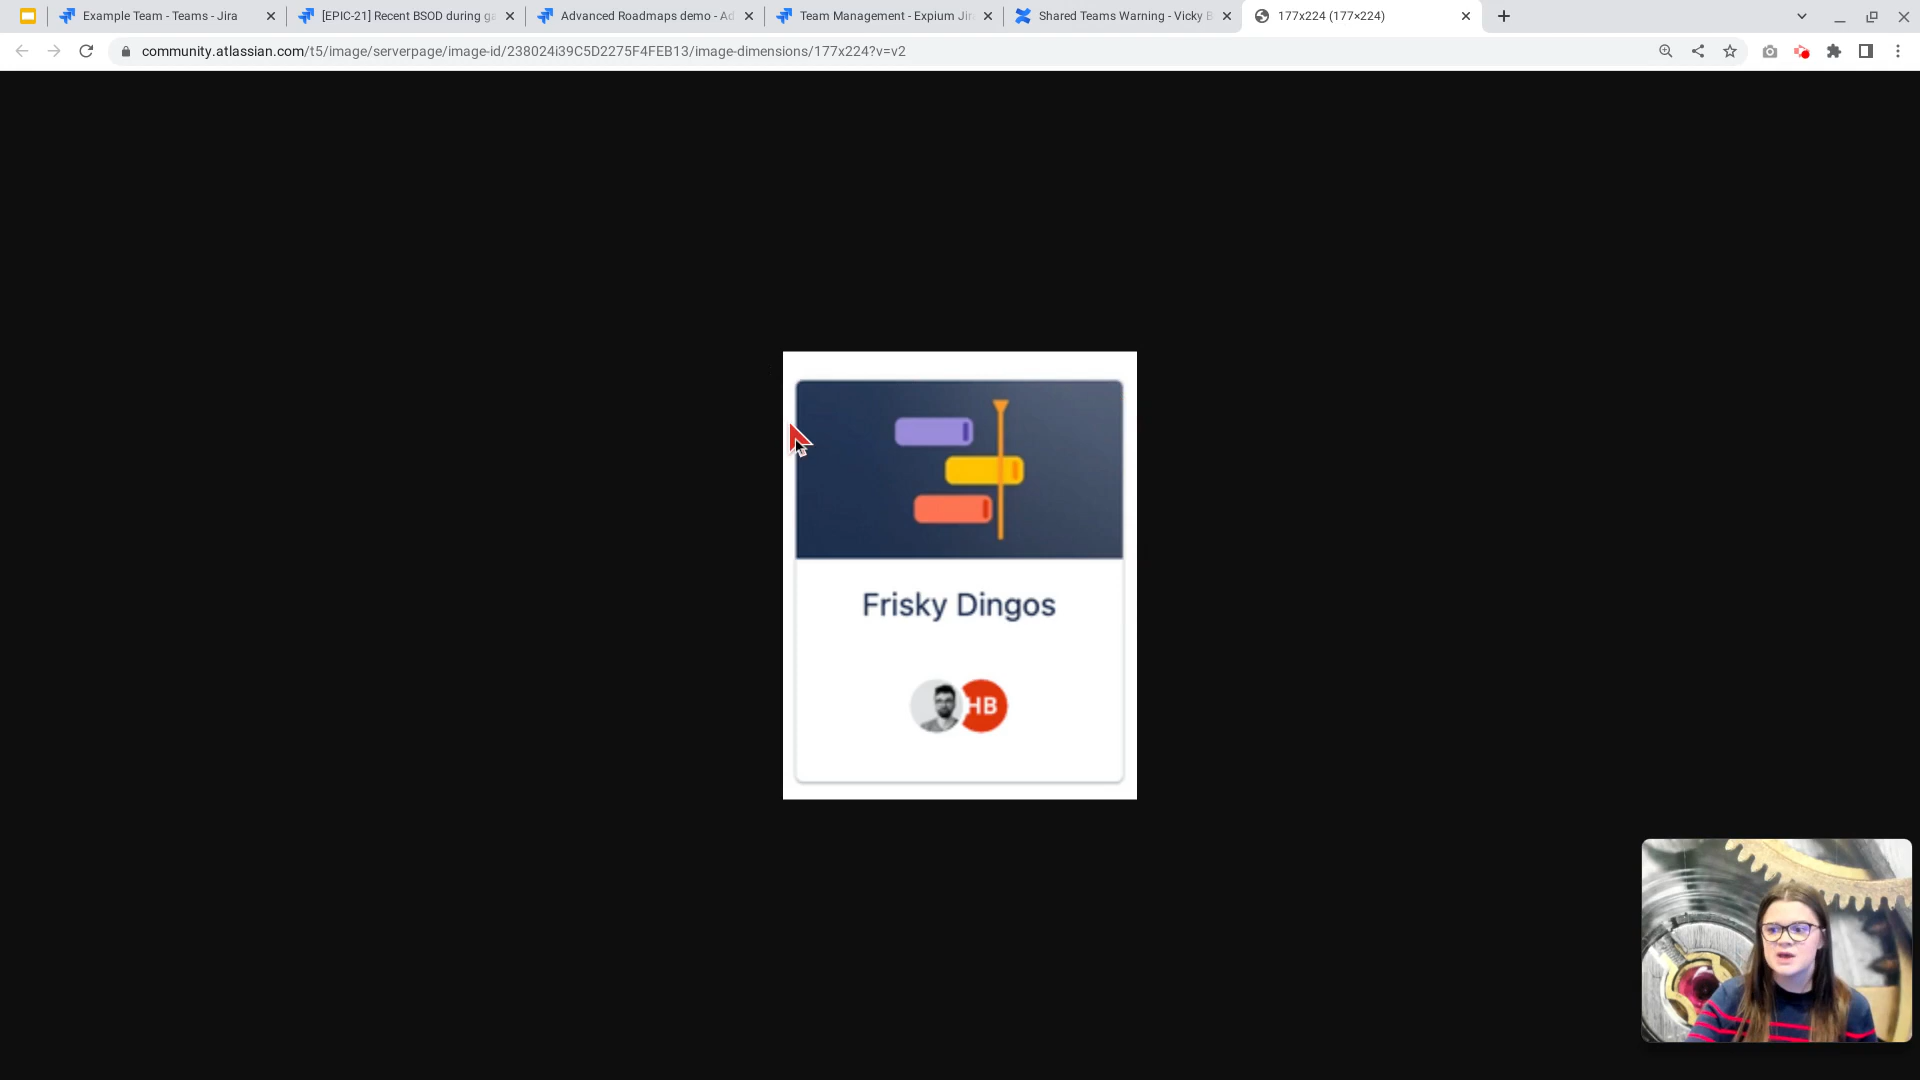 Example Team - Teams - Jira
[EPIC-21] Recent BSOD during ga
Advanced Roadmaps demo - Ad
Team Management - Expium Jir
Shared Teams Warning - Vicky B
177x224 (177×224)
community.atlassian.com/t5/image/serverpage/image-id/238024i39C5D2275F4FEB13/image-dimensions/177x224?v=v2
Frisky Dingos
HB